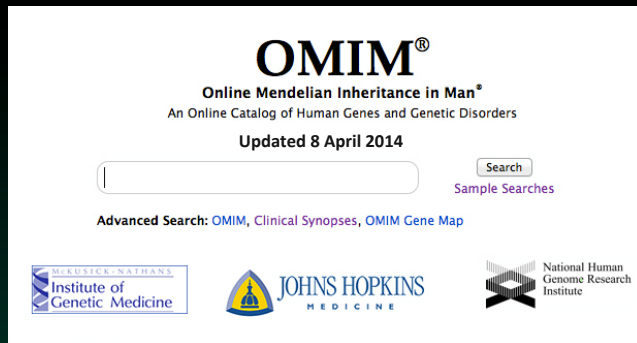 OMIM®
Online Mendelian Inheritance in Man®
An Online Catalog of Human Genes and Genetic Disorders
Updated 8 April 2014
Search
Sample Searches
Advanced Search: OMIM, Clinical Synopses, OMIM Gene Map
McKUSICK-NATHANS
Institute of
Genetic Medicine
JOHNS HOPKINS
MEDICINE
National Human
Genome Research
Institute